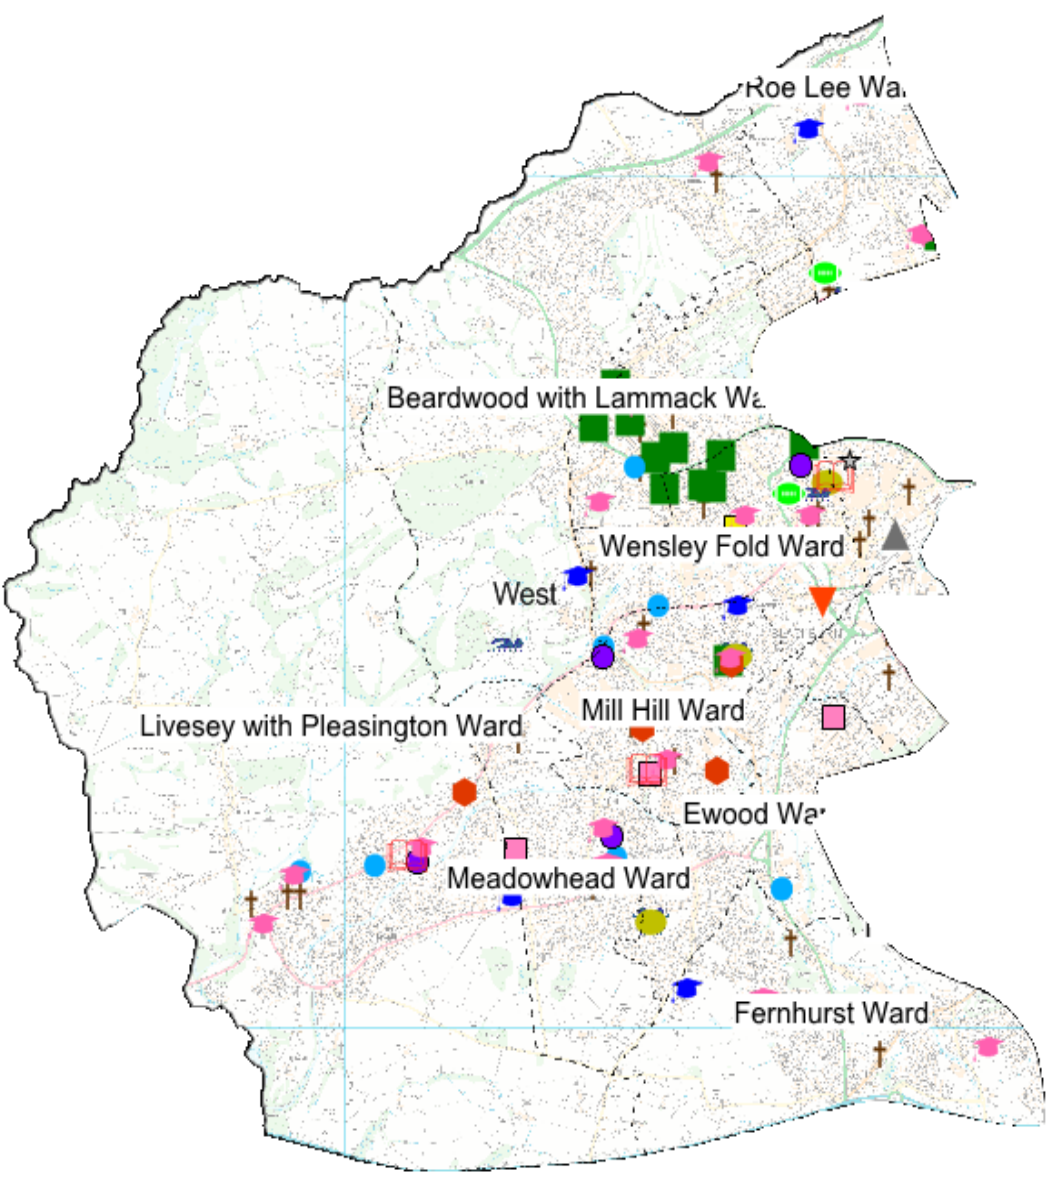 Roe Lee Wa
Beardwood with Lammack Wa
Wensley Fold Ward
West
Mill Hill Ward
Livesey with Pleasington Ward
Ewood Wa
Meadowhead Ward
Fernhurst Ward